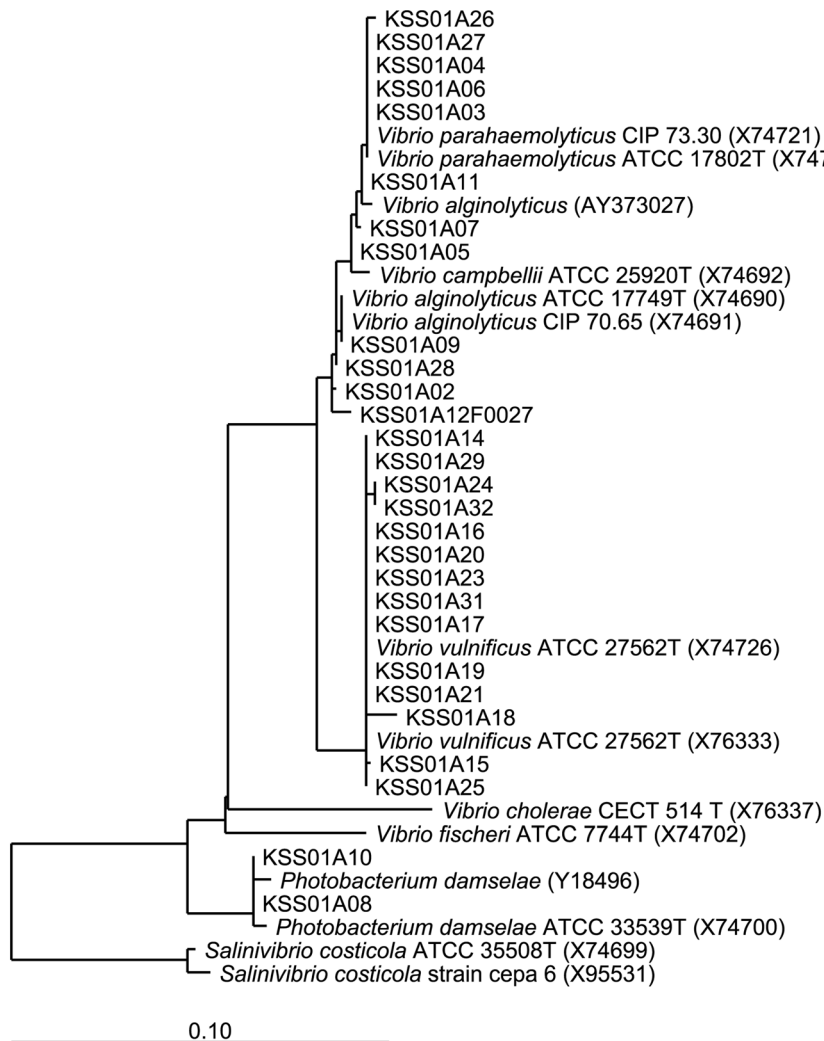 KSS01A26
KSS01A27
KSS01A04
KSS01A06
KSS01A03
Vibrio parahaemolyticus CIP 73.30 (X74721)
Vibrio parahaemolyticus ATCC 17802T
KSS01A11
Vibrio alginolyticus (AY373027)
KSS01A07
KSS01A05
Vibrio campbellii ATCC 25920T (X74692)
Vibrio alginolyticus ATCC 17749T (X74690)
Vibrio alginolyticus CIP 70.65 (X74691)
KSS01A09
KSS01A28
KSS01A02
KSS01A12F0027
KSS01A14
KSS01A29
KSS01A24
KSS01A32
KSS01A16
KSS01A20
KSS01A23
KSS01A31
KSS01A17
Vibrio vulnificus ATCC 27562T (X74726)
KSS01A19
KSS01A21
KSS01A18
Vibrio vulnificus ATCC 27562T (X76333)
KSS01A15
KSS01A25
Vibrio cholerae CECT 514 T (X76337)
Vibrio fischeri ATCC 7744T (X74702)
KSS01A10
Photobacterium damselae (Y18496)
KSS01A08
Photobacterium damselae ATCC 33539T (X74700)
Salinivibrio costicola ATCC 35508T (X74699)
Salinivibrio costicola strain cepa 6 (X95531)
0.10